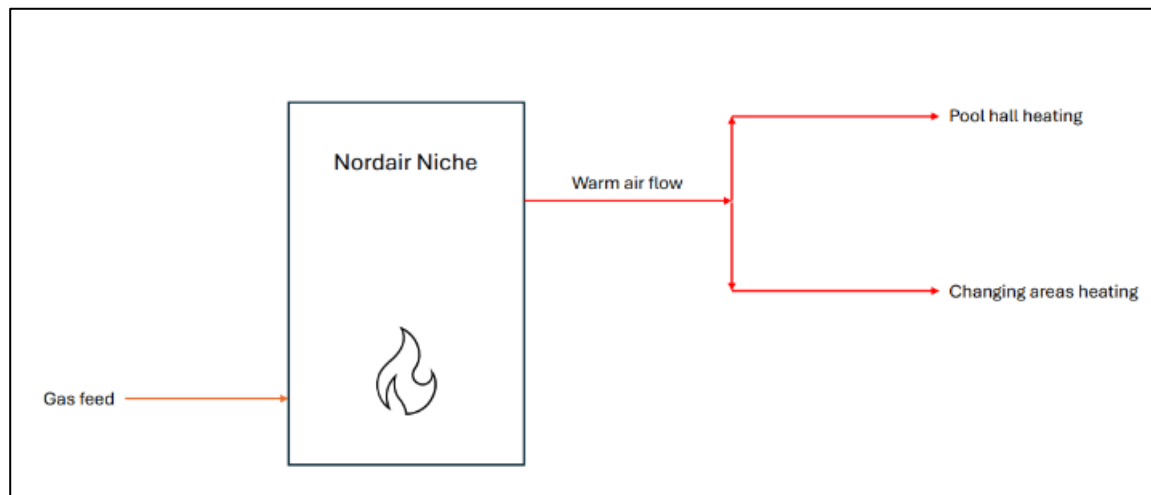 Nordair Niche
Pool hall heating
Warm air flow
Changing areas heating
Gas feed